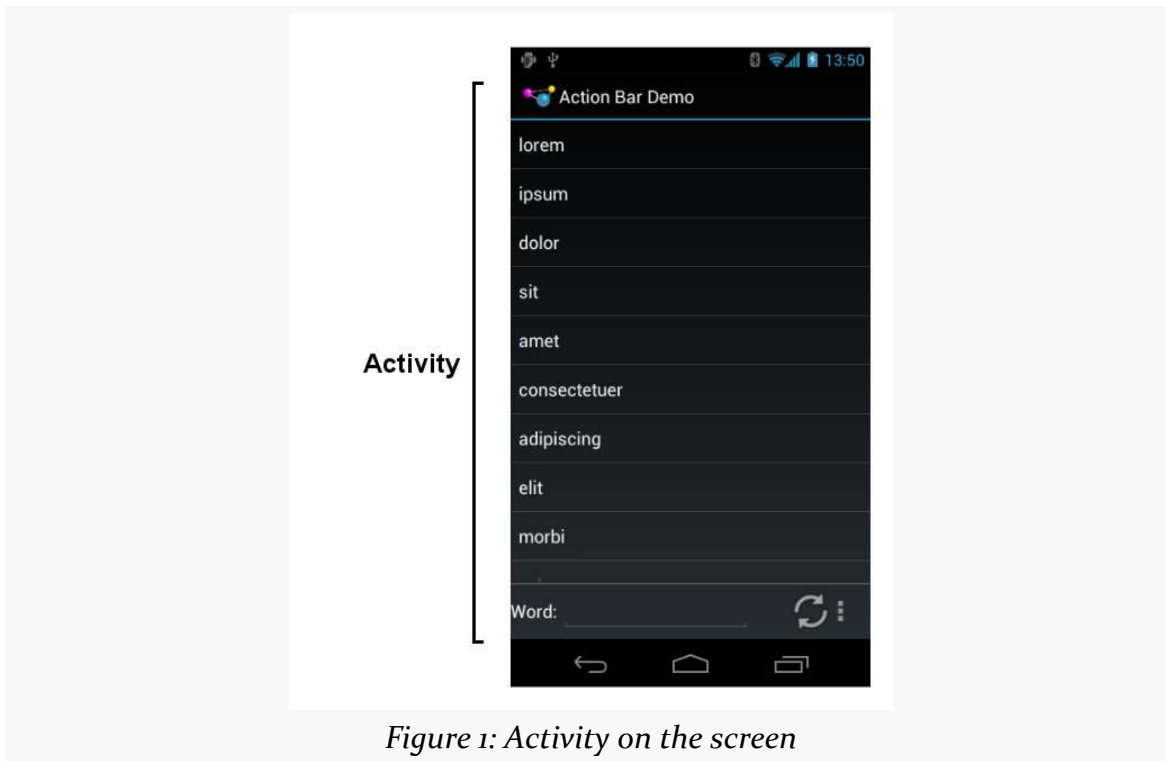 13:50
Action Bar Demo
lorem
ipsum
dolor
sit
amet
Activity
consectetuer
adipiscing
elit
morbi
Word:
Figure 1: Activity on the screen